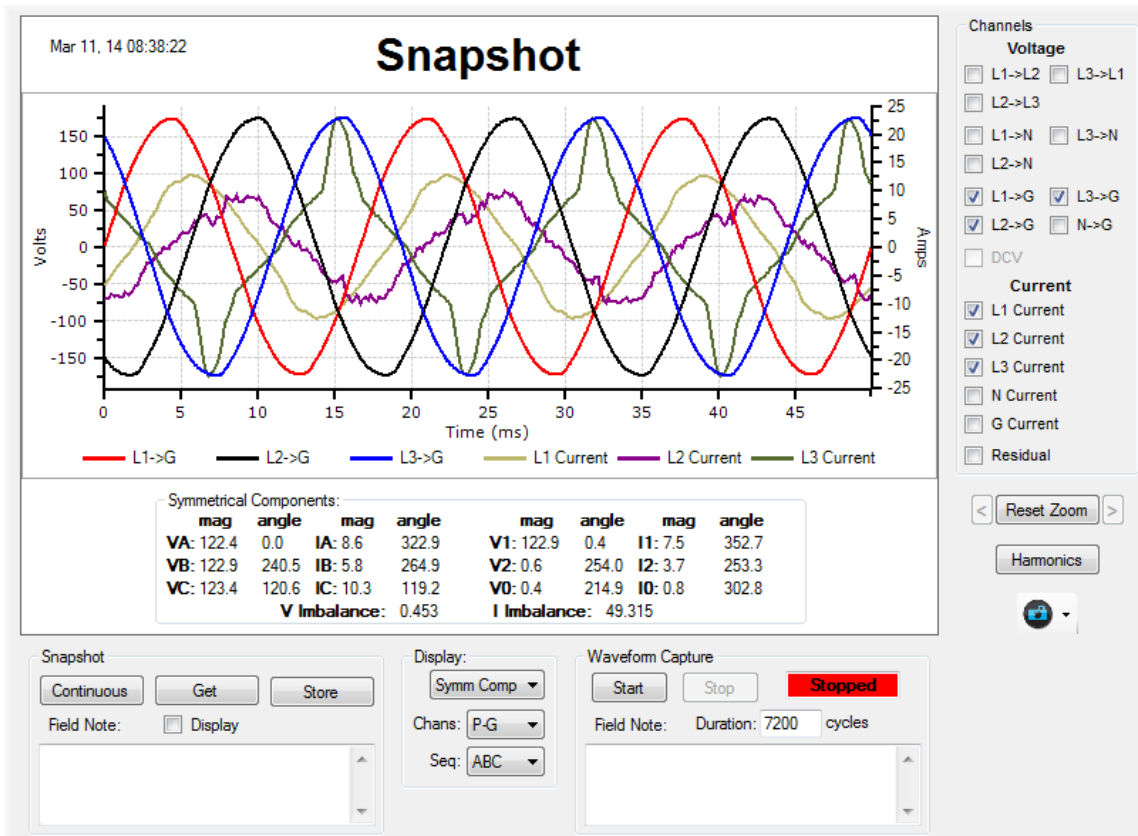 Mar 11, 14 08:38:22
Snapshot
150
100
50
0
-50
-100
-150
Volts
25
20
15
10
5
0
-5
-10
-15
-20
-25
Amps
0 5 10 15 20 25 30 35 40 45
Time (ms)
L1->G L2->G L3->G L1 Current L2 Current L3 Current
Symmetrical Components:
mag angle mag angle mag angle mag angle
VA: 122.4 0.0 IA: 8.6 322.9 V1: 122.9 0.4 I1: 7.5 352.7
VB: 122.9 240.5 IB: 5.8 264.9 V2: 0.6 254.0 I2: 3.7 253.3
VC: 123.4 120.6 IC: 10.3 119.2 V0: 0.4 214.9 I0: 0.8 302.8
V Imbalance: 0.453 I Imbalance: 49.315
Channels
Voltage
L1->L2 L3->L1
L2->L3
L1->N L3->N
L2->N
L1->G L3->G
L2->G N->G
DCV
Current
L1 Current
L2 Current
L3 Current
N Current
G Current
Residual
< Reset Zoom >
Harmonics
Snapshot
Continuous Get Store
Field Note: Display
Display:
Symm Comp
Chans: P-G
Seq: ABC
Waveform Capture
Start Stop Stopped
Field Note: Duration: 7200 cycles